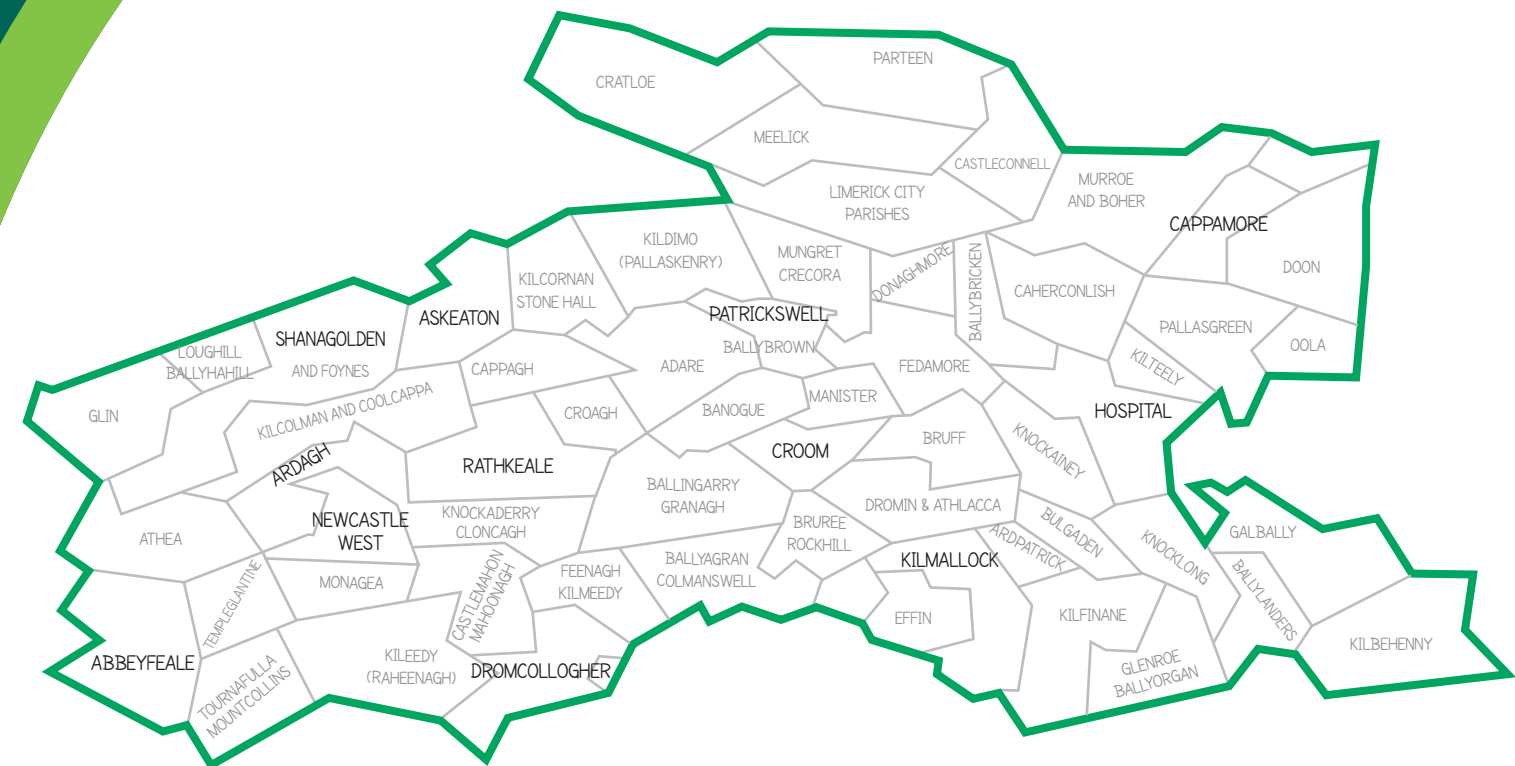 PARTEEN
CRATLOE
MEELICK
CASTLECONNELL
MURROE
AND BOHER
LIMERICK CITY
PARISHES
CAPPAMORE
KILDIMO
(PALLASKENRY)
MUNGRET
CRECORA
DONAGHMORE
BALLYBRICKEN
DOON
KILCORNAN
STONE HALL
CAHERCONLISH
PATRICKSWELL
ASKEATON
PALLASGREEN
SHANAGOLDEN
AND FOYNES
OOLA
BALLYBROWN
LOUGHILL
BALLYHAHILL
CAPPAGH
ADARE
FEDAMORE
KILTEELY
MANISTER
GLIN
KILCOLMAN AND COOLCAPPA
CROAGH
BANOGUE
HOSPITAL
BRUFF
KNOCKAINEY
CROOM
ARDAGH
RATHKEALE
BALLINGARRY
GRANAGH
DROMIN & ATHLACCA
NEWCASTLE
WEST
KNOCKADERRY
CLONCAGH
BRUREE
ROCKHILL
BULGADEN
GALBALLY
ATHEA
ARDPATRICK
KNOCKLONG
KILMALLOCK
BALLYAGRAN
COLMANSWELL
FEENAGH
KILMEEDY
MONAGEA
CASTLEMAHON
MAHOONAGH
TEMPLEGLANTINE
BALLYLANDERS
EFFIN
KILFINANE
KILBEHENNY
ABBEYFEALE
KILEEDY
(RAHEENAGH)
DROMCOLLOGHER
GLENROE
BALLYORGAN
TOURNAFULLA
MOUNTCOLLINS